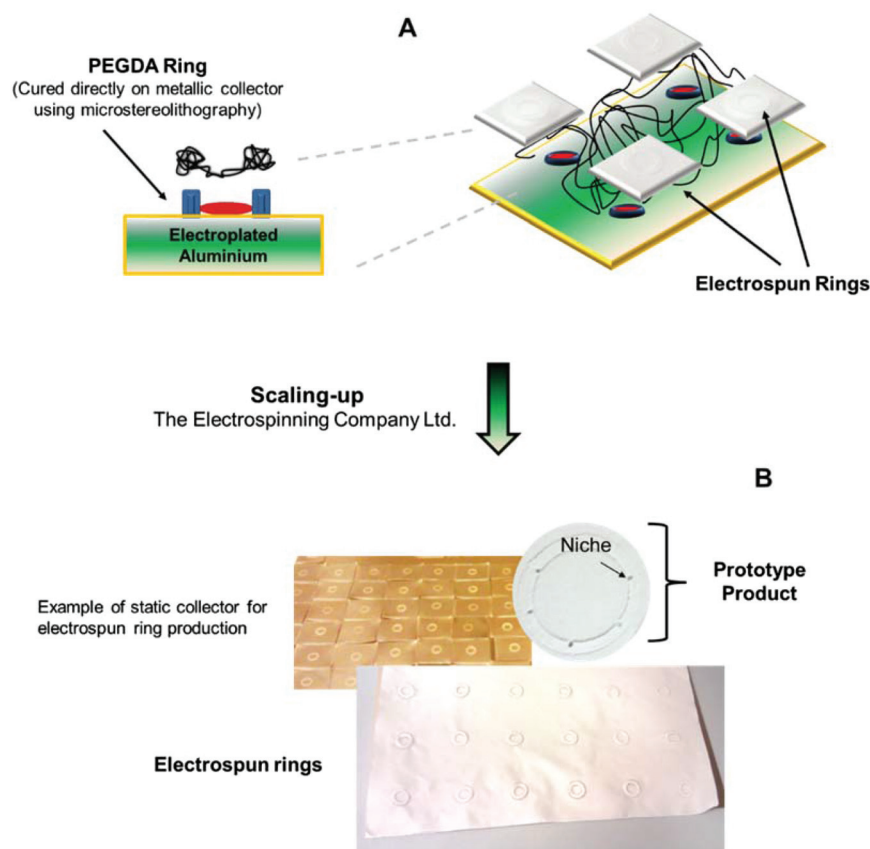 A
PEGDA Ring
(Cured directly on metallic collector
using microstereolithography)
Electroplated
Aluminium
Electrospun Rings
Scaling-up
The Electrospinning Company Ltd.
B
Niche
Prototype
Product
Example of static collector for
electrospun ring production
Electrospun rings